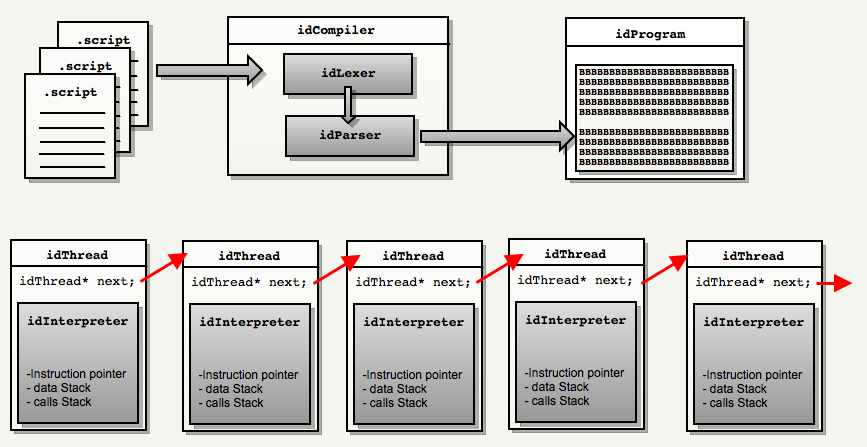 .script
.script
.script
idCompiler
idLexer
idParser
idProgram
BBBBBBBBBBBBBBBBBBBBBBBBB
BBBBBBBBBBBBBBBBBBBBBBBBB
BBBBBBBBBBBBBBBBBBBBBBBBB
BBBBBBBBBBBBBBBBBBBBBBBBB
BBBBBBBBBBBBBBBBBBBBBBBBB
BBBBBBBBBBBBBBBBBBBBBBBBB
BBBBBBBBBBBBBBBBBBBBBBBBB
BBBBBBBBBBBBBBBBBBBBBBBBB
BBBBBBBBBBBBBBBBBBBBBBBBB
idThread
idThread* next;
idInterpreter
-Instruction pointer
- data Stack
- calls Stack
idThread
idThread* next;
idInterpreter
-Instruction pointer
- data Stack
- calls Stack
idThread
idThread* next;
idInterpreter
-Instruction pointer
- data Stack
- calls Stack
idThread
idThread* next;
idInterpreter
-Instruction pointer
- data Stack
- calls Stack
idThread
idThread* next;
idInterpreter
-Instruction pointer
- data Stack
- calls Stack